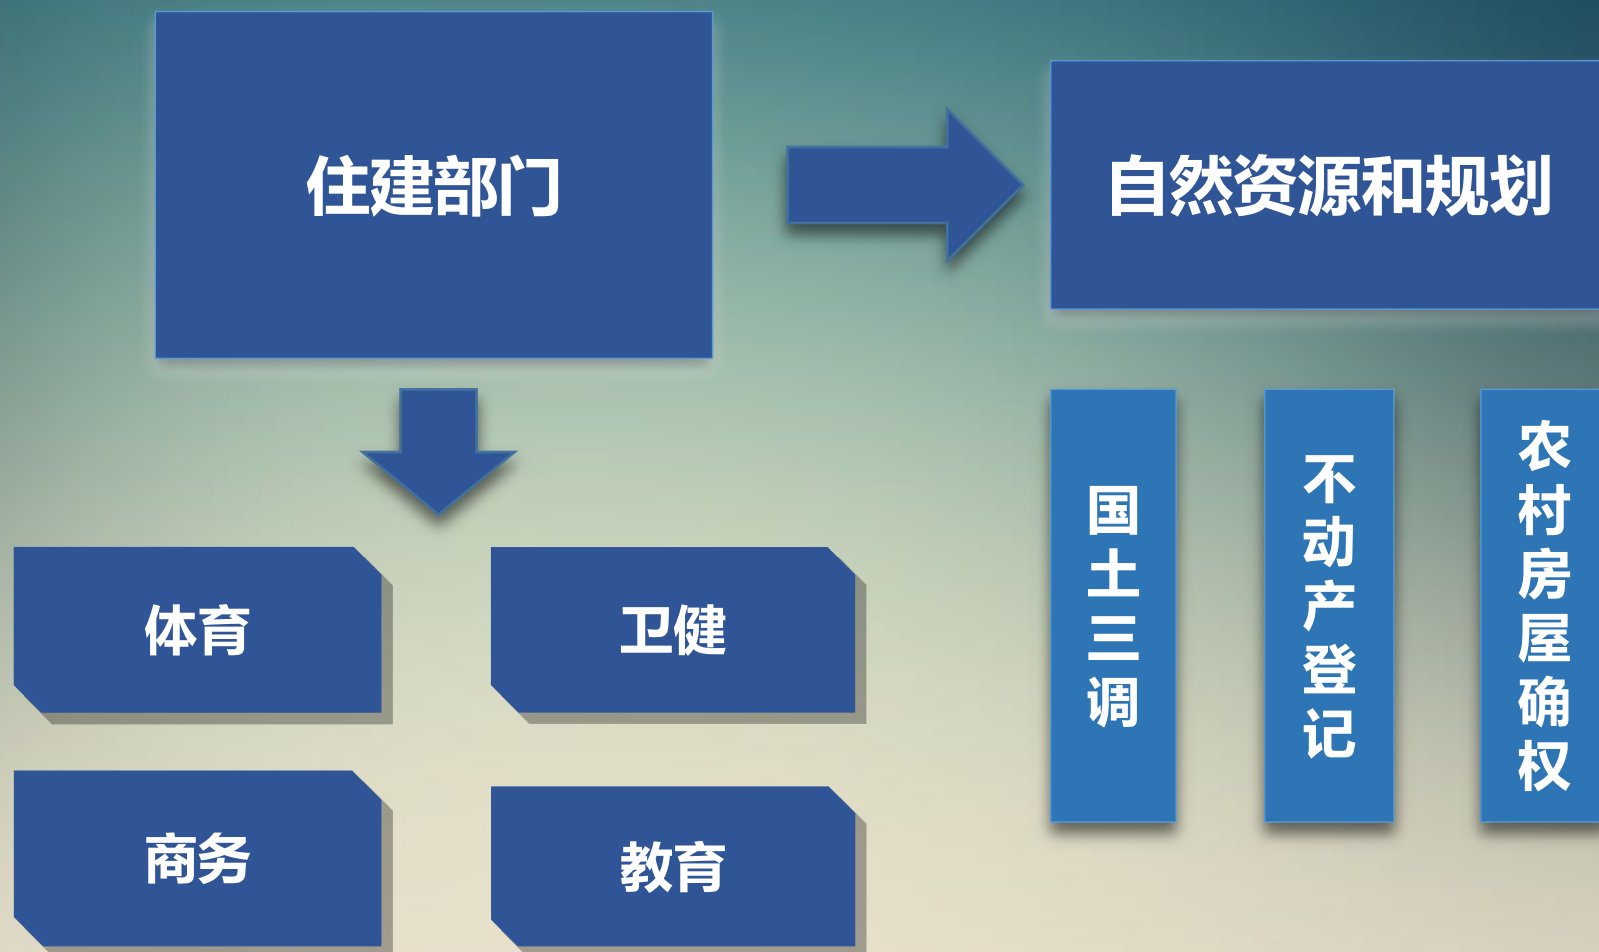 住建部门
自然资源和规划
体育
卫健
商务
教育
国土三调
不动产登记
农村房屋确权